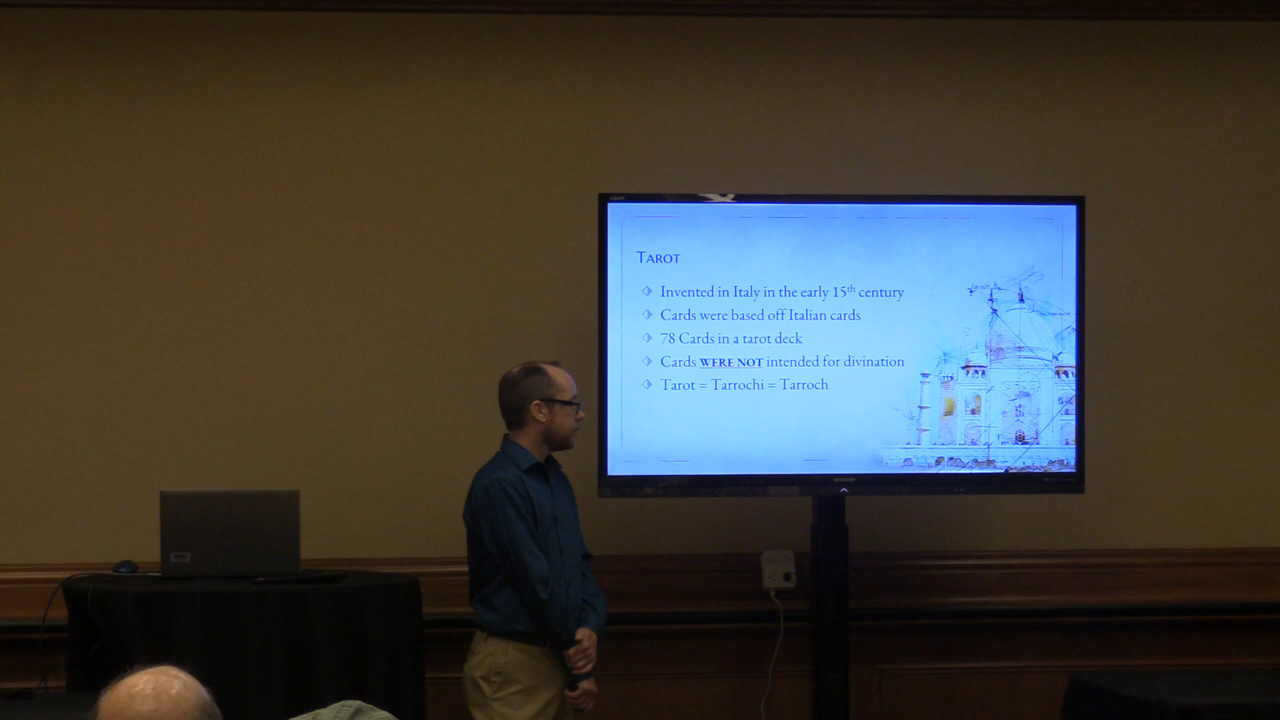 Tarot
Invented in Italy in the early 15th century
Cards were based off Italian cards
78 Cards in a tarot deck
Cards WERE NOT intended for divination
Tarot = Tarrochi = Tarroch
SHARP